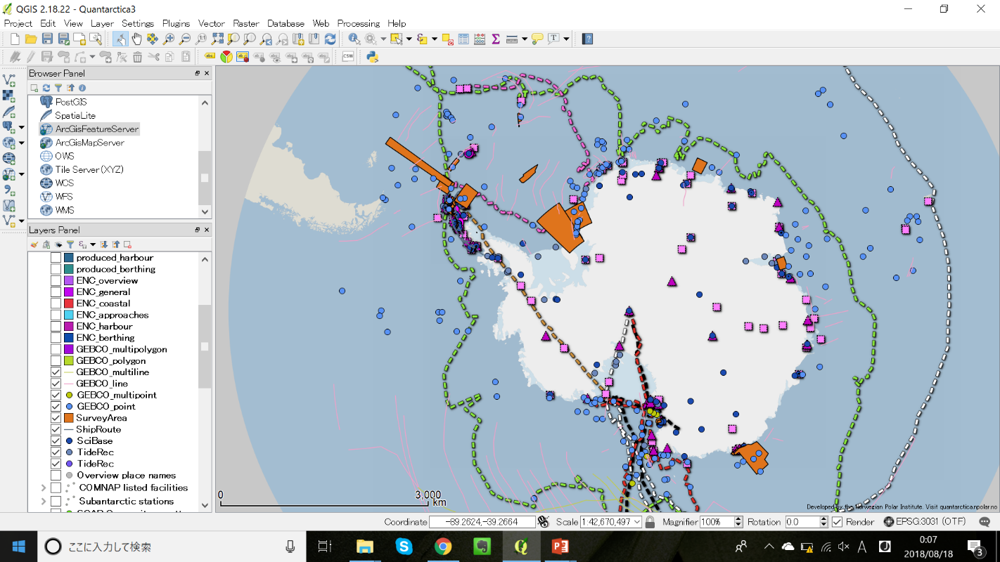 QGIS 2.18.22 - Quantarctica3
Project Edit View Layer Settings Plugins Vector Raster Database Web Processing Help
Browser Panel
PostGIS
SpatiaLite
ArcGisFeatureServer
ArcGisMapServer
OWS
Tile Server (XYZ)
WCS
WFS
WMS
Layers Panel
produced_harbour
produced_berthing
ENC_overview
ENC_general
ENC_coastal
ENC_approaches
ENC_harbour
ENC_berthing
GEBCO_multipolygon
GEBCO_polygon
GEBCO_multiline
GEBCO_line
GEBCO_multipoint
GEBCO_point
SurveyArea
ShipRoute
SciBase
TideRec
TideRec
Overview place names
COMNAP listed facilities
Subantarctic stations
0 3,000 km
Developed by the Norwegian Polar Institute. Visit quantarctica.npolar.no
Coordinate -89.2624,-39.2664 Scale 1:42,670,497 Magnifier 100% Rotation 0.0 Render EPSG:3031 (OTF)
ここに入力して検索
A
0:07
2018/08/18
3